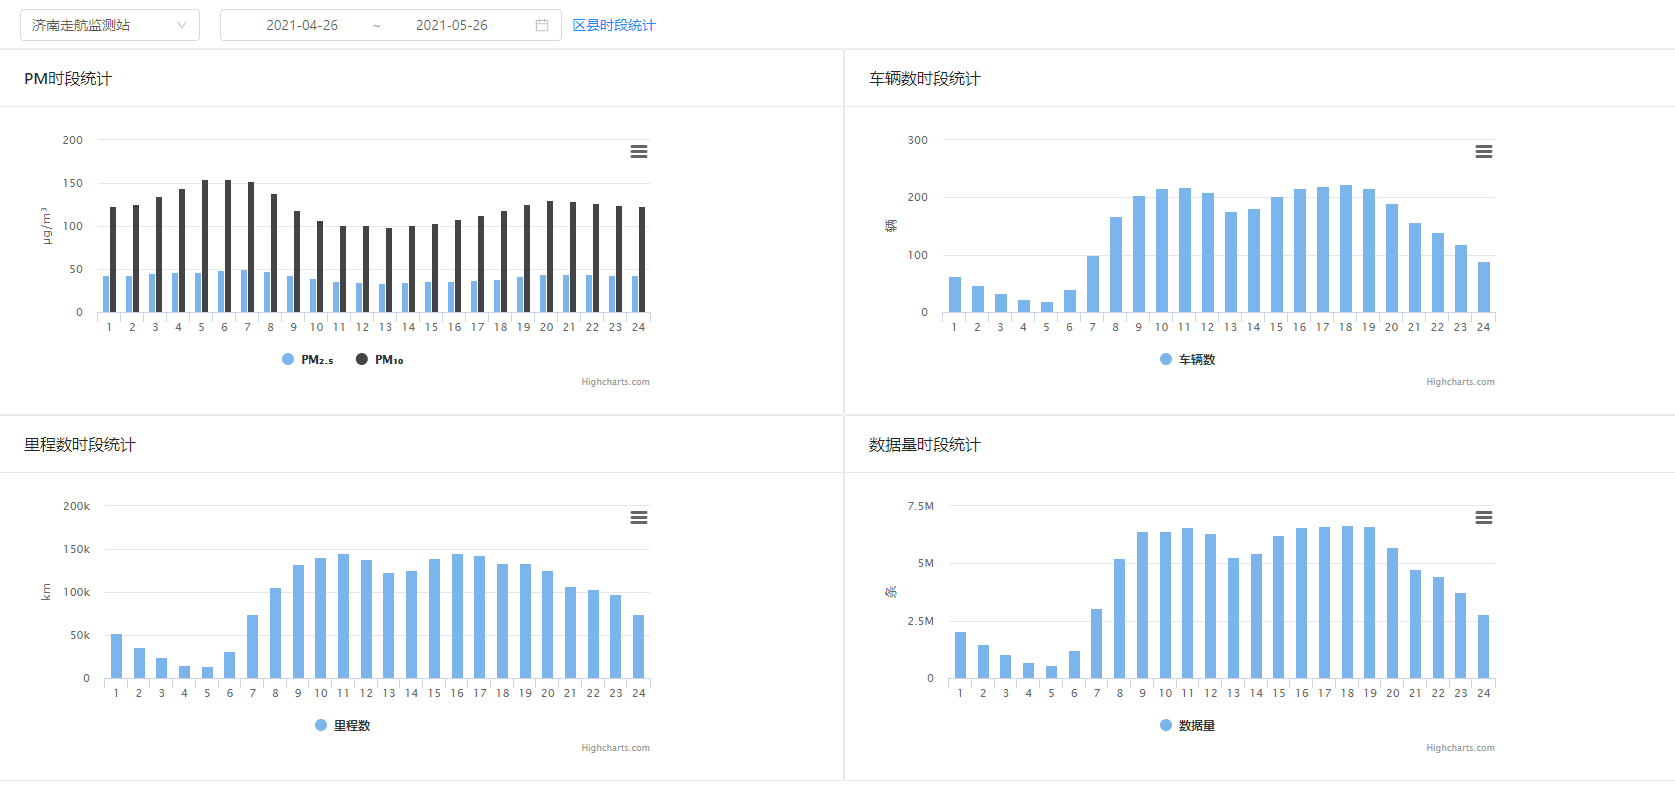 济南走航监测站 2021-04-26 ~ 2021-05-26 区县时段统计
PM时段统计
200
150
100
50
0
μg/m³
1 2 3 4 5 6 7 8 9 10 11 12 13 14 15 16 17 18 19 20 21 22 23 24
PM₂.₅ PM₁₀
Highcharts.com
车辆数时段统计
300
200
100
0
辆
1 2 3 4 5 6 7 8 9 10 11 12 13 14 15 16 17 18 19 20 21 22 23 24
车辆数
Highcharts.com
里程数时段统计
200k
150k
100k
50k
0
km
1 2 3 4 5 6 7 8 9 10 11 12 13 14 15 16 17 18 19 20 21 22 23 24
里程数
Highcharts.com
数据量时段统计
7.5M
5M
2.5M
0
条
1 2 3 4 5 6 7 8 9 10 11 12 13 14 15 16 17 18 19 20 21 22 23 24
数据量
Highcharts.com